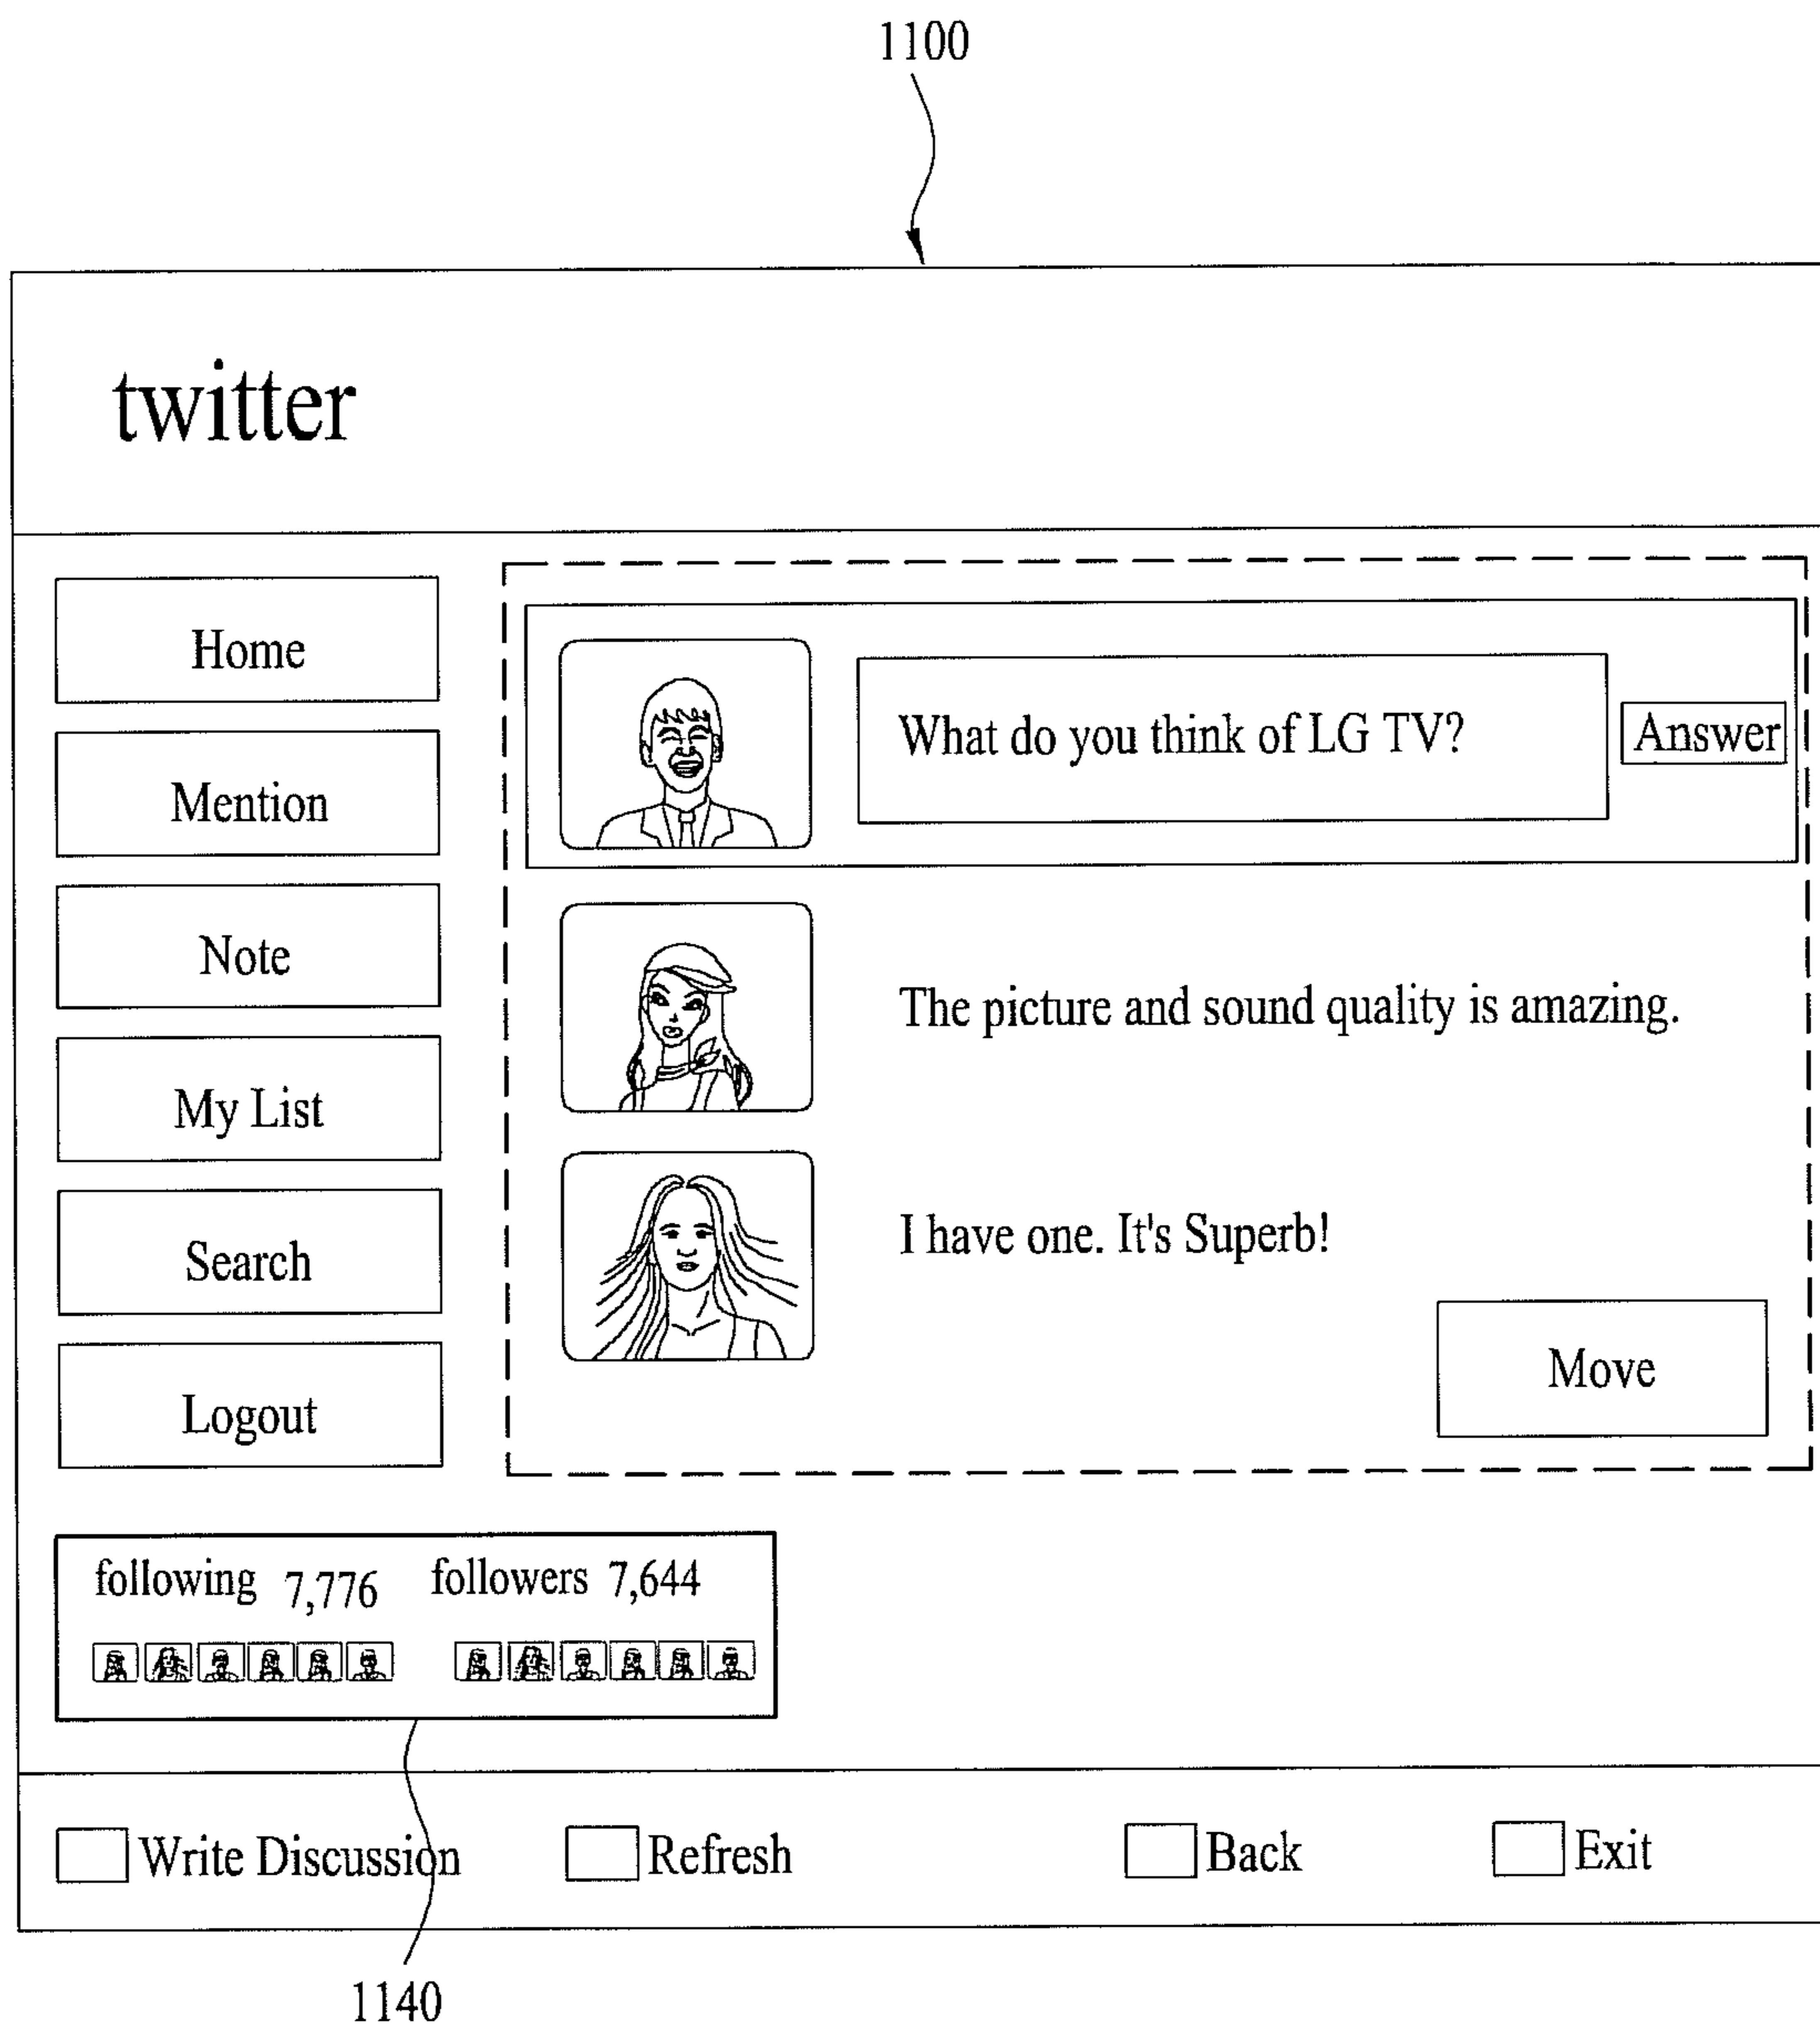 1100
twitter
Home
Mention
Note
My List
Search
Logout
What do you think of LG TV?
Answer
The picture and sound quality is amazing.
I have one. It's Superb!
Move
following 7,776 followers 7,644
Write Discussion Refresh Back Exit
1140